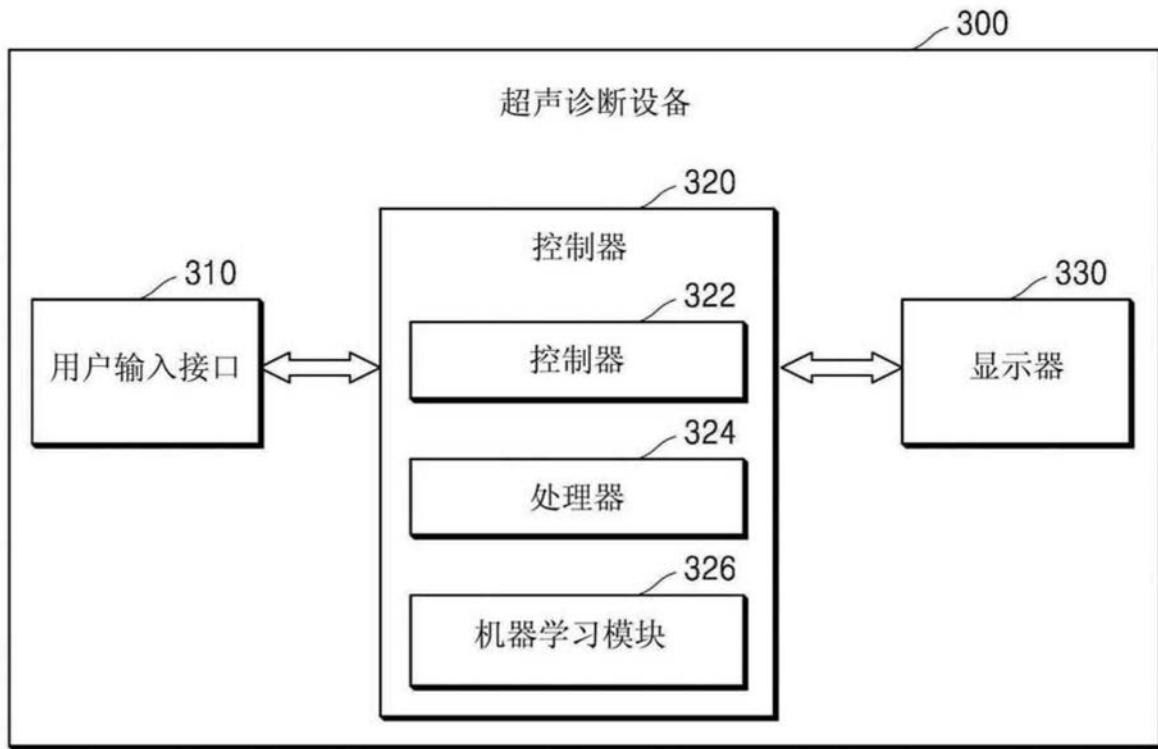 300
超声诊断设备
320
控制器
310
用户输入接口
322
控制器
330
显示器
324
处理器
326
机器学习模块